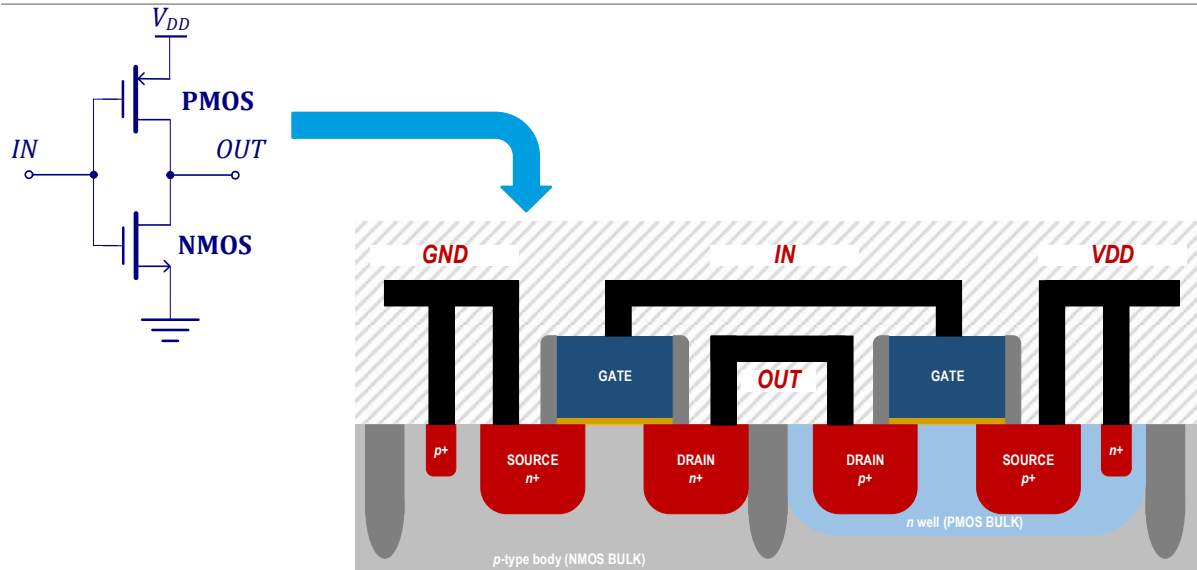 V_DD
PMOS
IN
OUT
NMOS
GND
IN
VDD
GATE
GATE
OUT
p+
SOURCE
n+
DRAIN
n+
DRAIN
p+
SOURCE
p+
n+
n well (PMOS BULK)
p-type body (NMOS BULK)